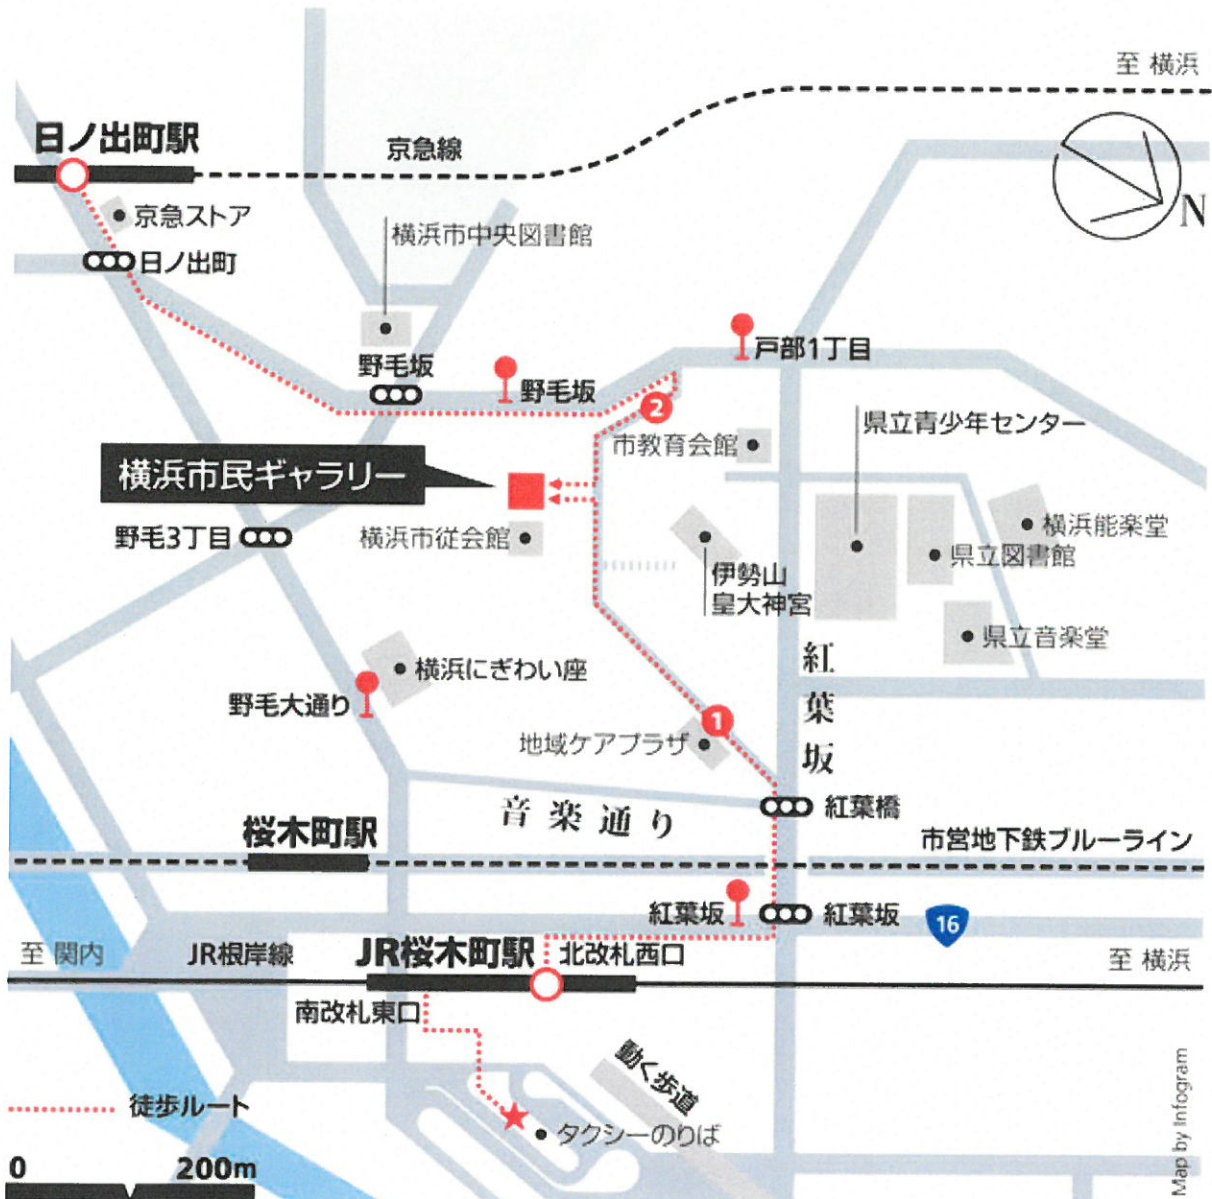 至 横浜
日ノ出町駅
京急線
N
京急ストア
横浜市中央図書館
日ノ出町
戸部1丁目
野毛坂
野毛坂
2
県立青少年センター
市教育会館
横浜市民ギャラリー
野毛3丁目
横浜市従会館
横浜能楽堂
県立図書館
伊勢山
皇大神宮
県立音楽堂
紅葉坂
横浜にぎわい座
野毛大通り
1
地域ケアプラザ
音楽通り
紅葉橋
桜木町駅
市営地下鉄ブルーライン
紅葉坂
紅葉坂
16
至 関内
JR根岸線
JR桜木町駅
北改札西口
至 横浜
南改札東口
動く歩道
徒歩ルート
タクシーのりば
0
200m
Map by Infogram